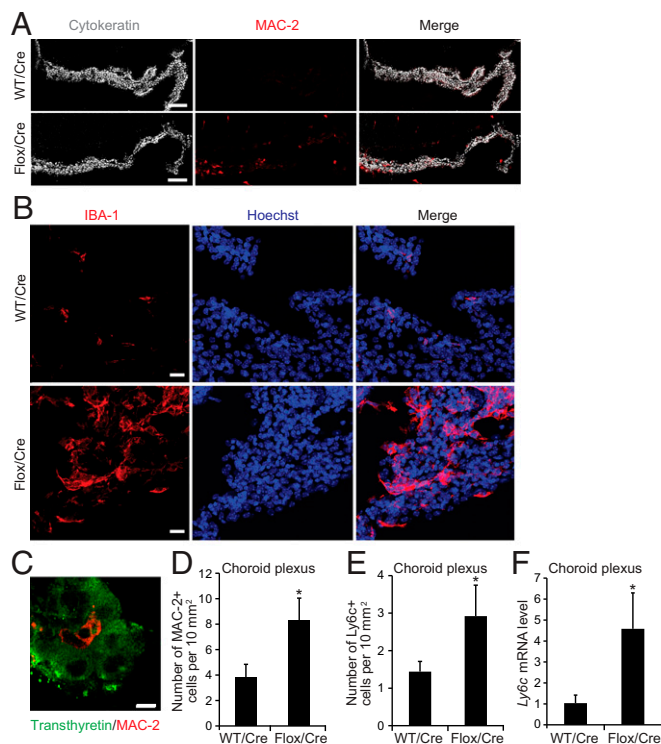 A
Cytokeratin
MAC-2
Merge
WT/Cre
Flox/Cre
B
IBA-1
Hoechst
Merge
WT/Cre
Flox/Cre
C
Transthyretin/MAC-2
D
Choroid plexus
Number of MAC-2+
cells per 10 mm²
12
10
8
6
4
2
0
*
WT/Cre
Flox/Cre
E
Choroid plexus
Number of Ly6c+
cells per 10 mm²
4
3
2
1
0
*
WT/Cre
Flox/Cre
F
Choroid plexus
Ly6c mRNA level
7
6
5
4
3
2
1
0
*
WT/Cre
Flox/Cre